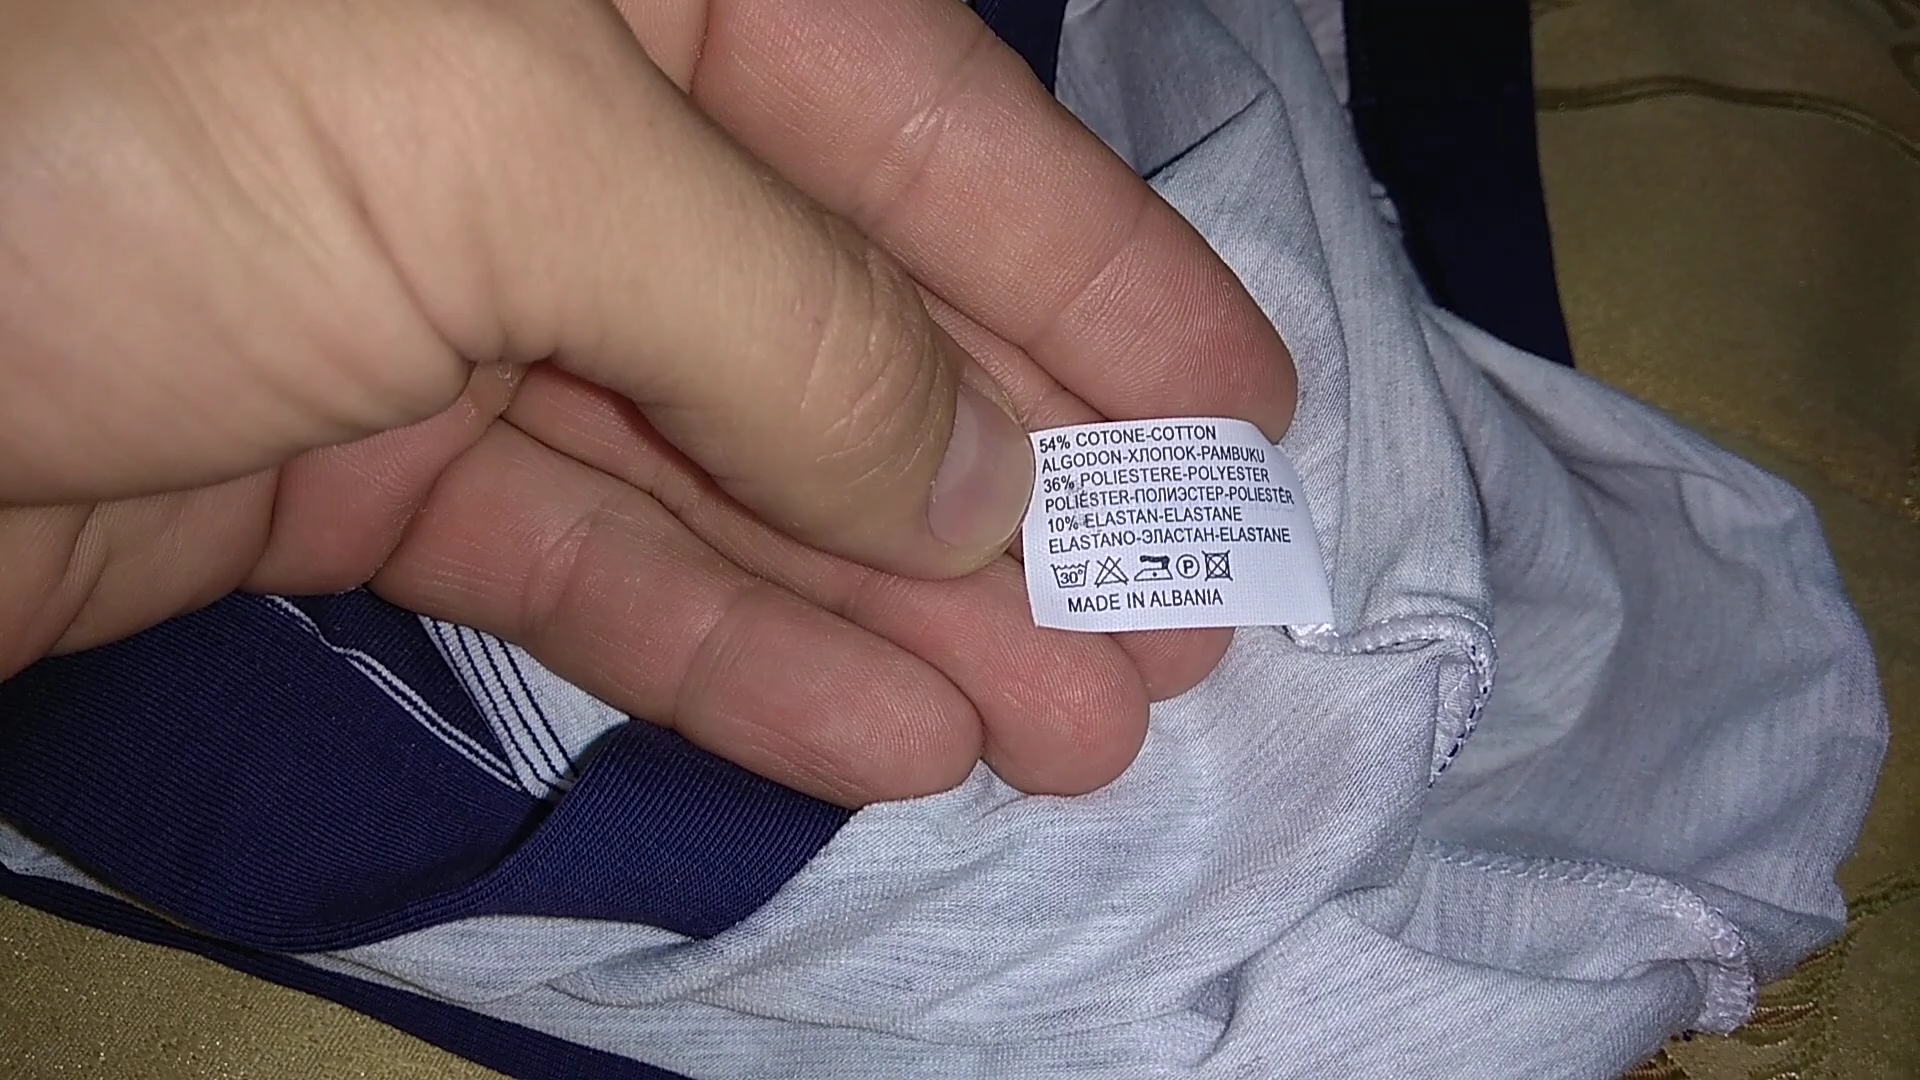 54% COTONE-COTTON
ALGODON-ХЛОПОК-PAMBUKU
36% POLIESTERE-POLYESTER
POLIÉSTER-ПОЛИЭСТЕР-POLIESTËR
10% ELASTAN-ELASTANE
ELASTANO-ЭЛАСТАН-ELASTANE
30° P
MADE IN ALBANIA